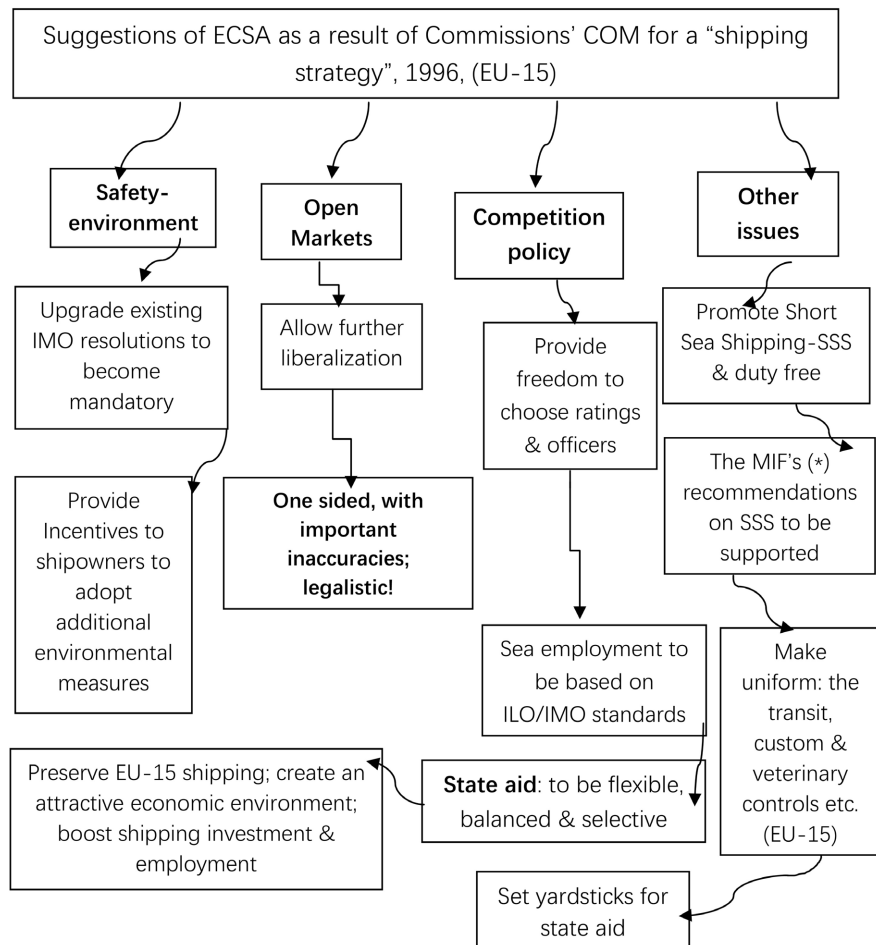 Suggestions of ECSA as a result of Commissions’ COM for a “shipping
strategy”, 1996, (EU-15)
Safety-
environment
Open
Markets
Competition
policy
Other
issues
Upgrade existing
IMO resolutions to
become
mandatory
Allow further
liberalization
Provide
freedom to
choose ratings
& officers
Promote Short
Sea Shipping-SSS
& duty free
Provide
Incentives to
shipowners to
adopt
additional
environmental
measures
One sided, with
important
inaccuracies;
legalistic!
The MIF’s (*)
recommendations
on SSS to be
supported
Sea employment to
be based on
ILO/IMO standards
Make
uniform: the
transit,
custom &
veterinary
controls etc.
(EU-15)
Preserve EU-15 shipping; create an
attractive economic environment;
boost shipping investment &
employment
State aid: to be flexible,
balanced & selective
Set yardsticks for
state aid